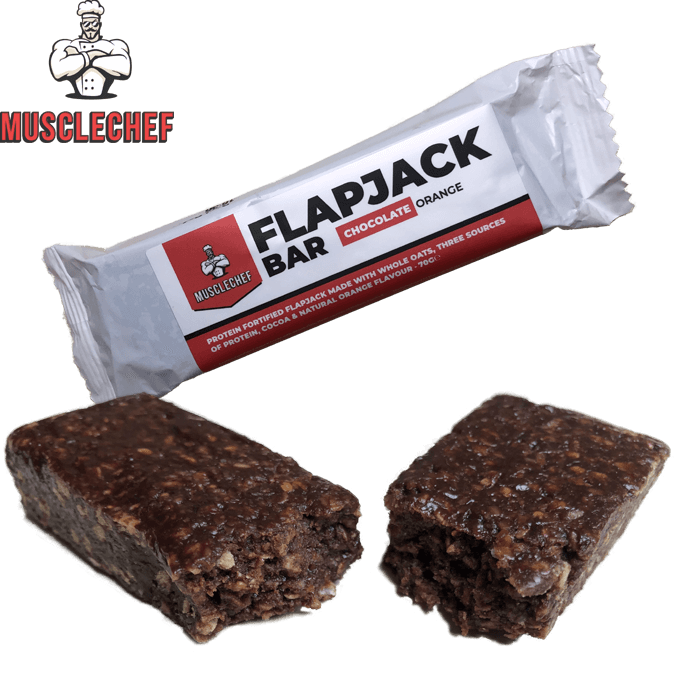 MUSCLECHEF
FLAPJACK
BAR
CHOCOLATE ORANGE
MUSCLECHEF
PROTEIN FORTIFIED FLAPJACK MADE WITH WHOLE OATS, THREE SOURCES
OF PROTEIN, COCOA & NATURAL ORANGE FLAVOUR • 70G